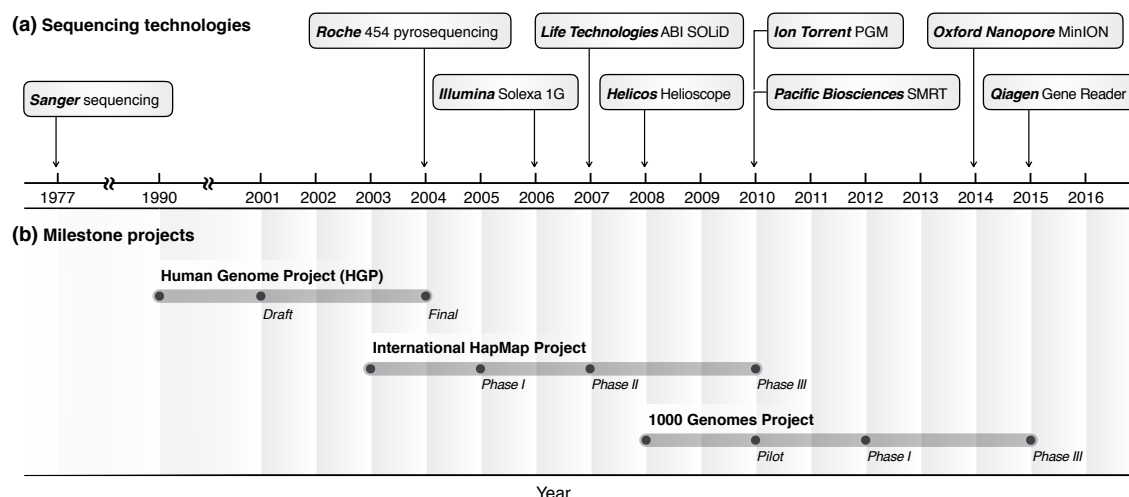 (a) Sequencing technologies
Roche 454 pyrosequencing
Life Technologies ABI SOLiD
Ion Torrent PGM
Oxford Nanopore MinION
Sanger sequencing
Illumina Solexa 1G
Helicos Helioscope
Pacific Biosciences SMRT
Qiagen Gene Reader
1977 1990 2001 2002 2003 2004 2005 2006 2007 2008 2009 2010 2011 2012 2013 2014 2015 2016
(b) Milestone projects
Human Genome Project (HGP)
Draft Final
International HapMap Project
Phase I Phase II Phase III
1000 Genomes Project
Pilot Phase I Phase III
Year